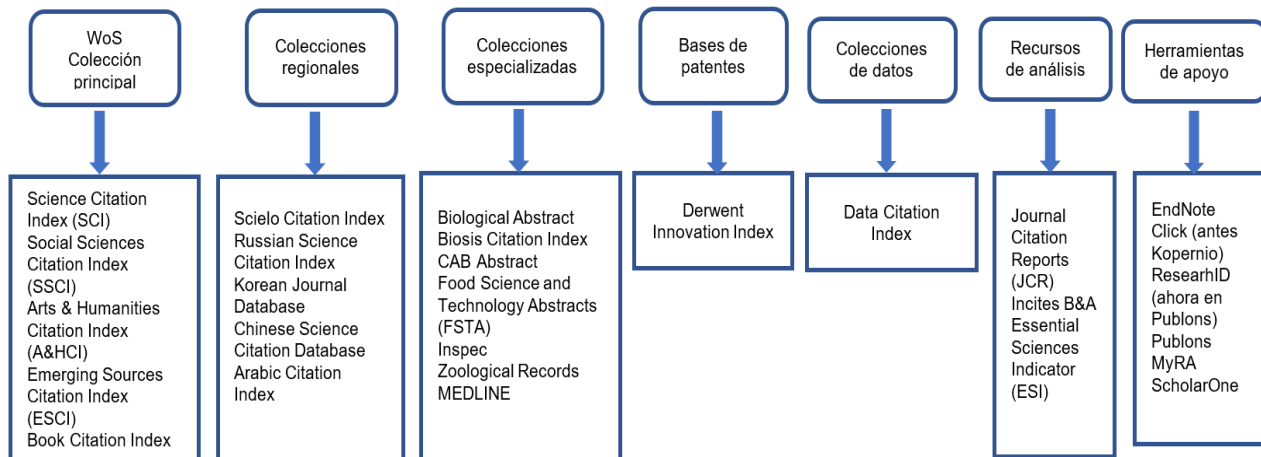 WoS
Colección
principal
Colecciones
regionales
Colecciones
especializadas
Bases de
patentes
Colecciones
de datos
Recursos
de análisis
Herramientas
de apoyo
Science Citation
Index (SCI)
Social Sciences
Citation Index
(SSCI)
Arts & Humanities
Citation Index
(A&HCI)
Emerging Sources
Citation Index
(ESCI)
Book Citation Index
Scielo Citation Index
Russian Science
Citation Index
Korean Journal
Database
Chinese Science
Citation Database
Arabic Citation
Index
Biological Abstract
Biosis Citation Index
CAB Abstract
Food Science and
Technology Abstracts
(FSTA)
Inspec
Zoological Records
MEDLINE
Derwent
Innovation Index
Data Citation
Index
Journal
Citation
Reports
(JCR)
Incites B&A
Essential
Sciences
Indicator
(ESI)
EndNote
Click (antes
Kopernio)
ResearhID
(ahora en
Publons)
Publons
MyRA
ScholarOne